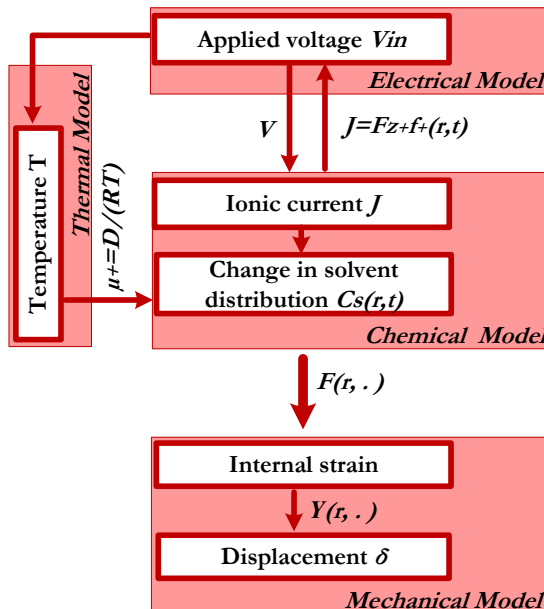 Applied voltage Vin
Electrical Model
Thermal Model
Temperature T
V
J=Fz+f+(r,t)
μ+=D/(RT)
Ionic current J
Change in solvent
distribution Cs(r,t)
Chemical Model
F(r, . )
Internal strain
Y(r, . )
Displacement δ
Mechanical Model